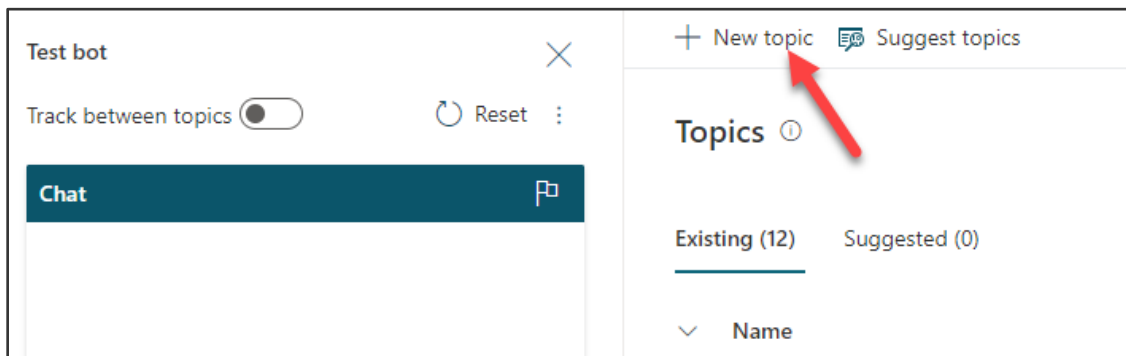 Test bot
Track between topics
Reset
Chat
New topic
Suggest topics
Topics
Existing (12)
Suggested (0)
Name